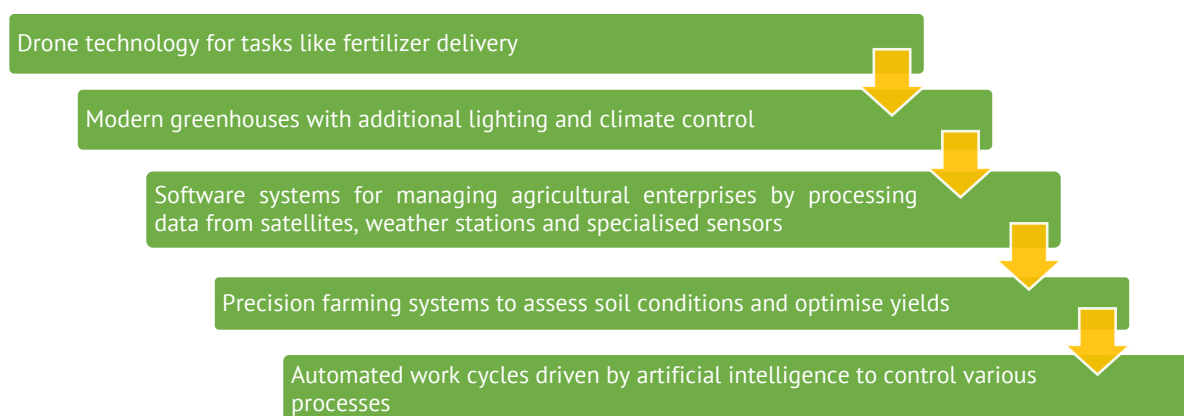 Drone technology for tasks like fertilizer delivery
Modern greenhouses with additional lighting and climate control
Software systems for managing agricultural enterprises by processing
data from satellites, weather stations and specialised sensors
Precision farming systems to assess soil conditions and optimise yields
Automated work cycles driven by artificial intelligence to control various
processes